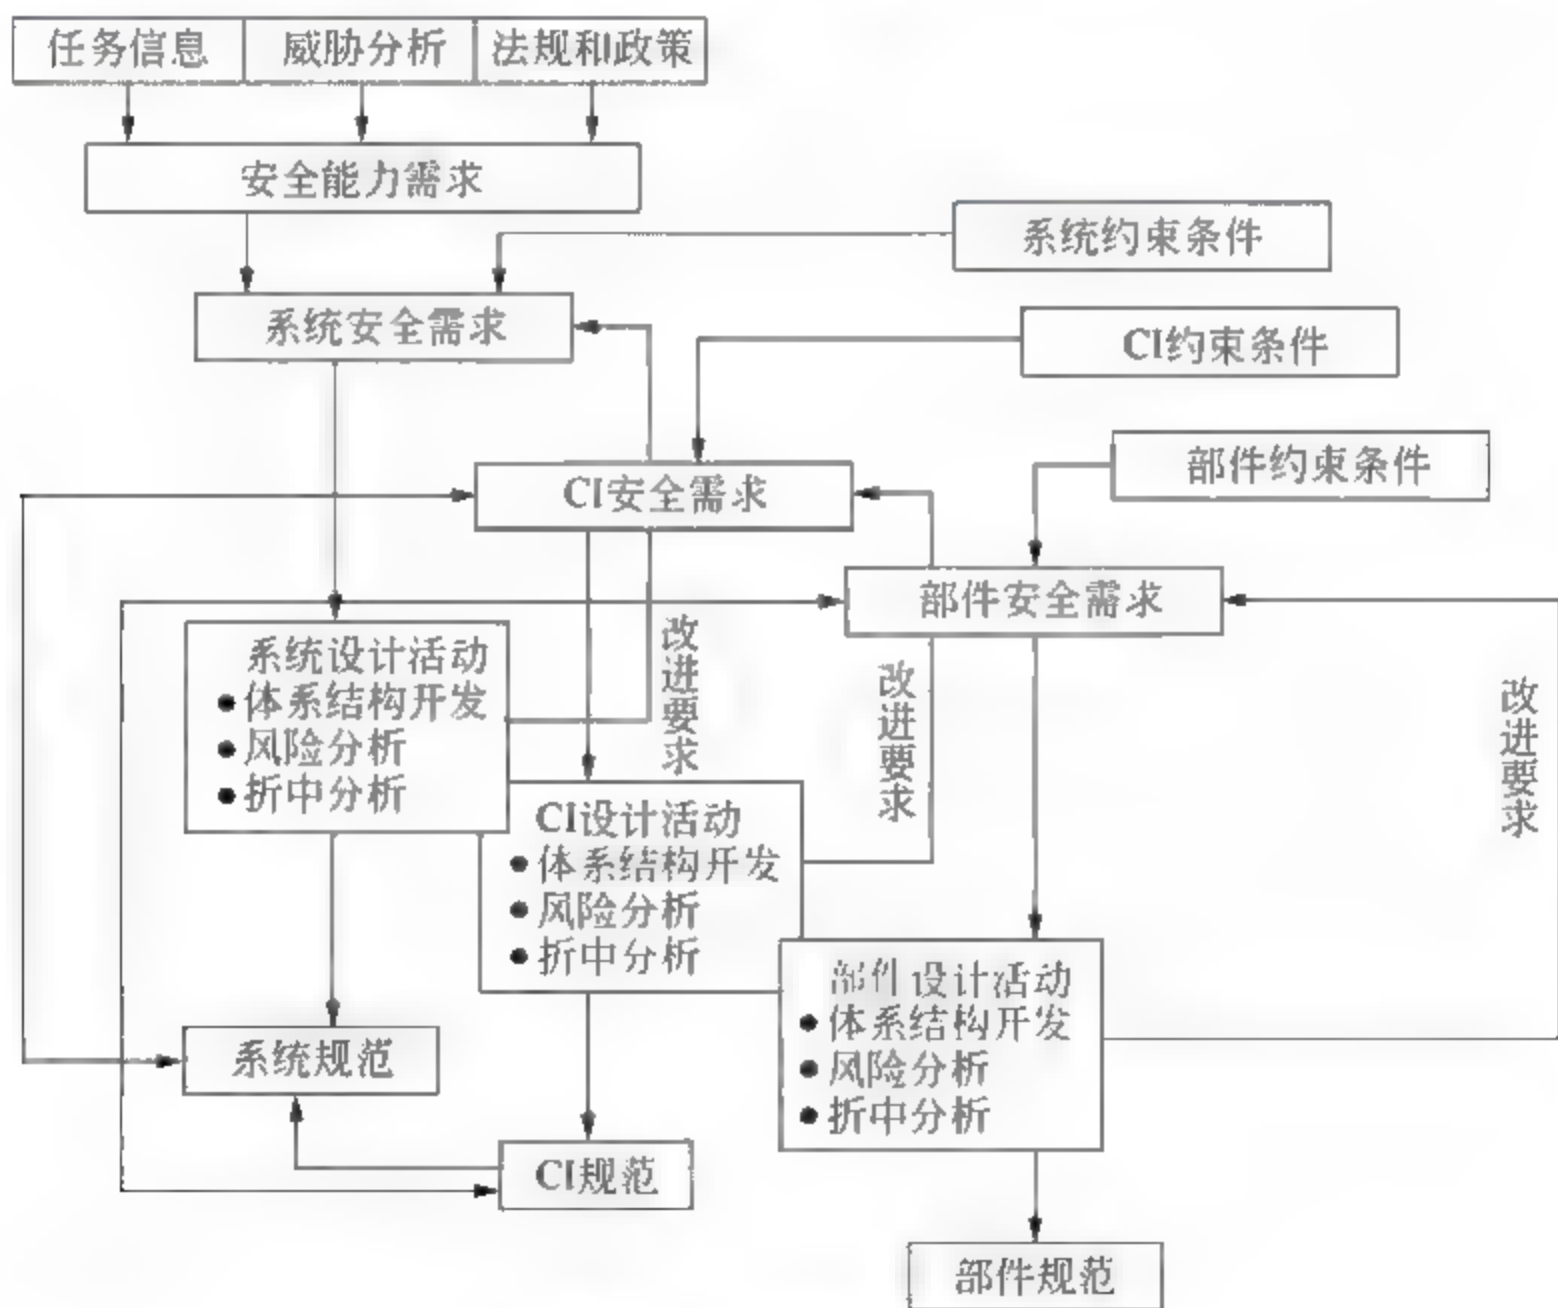 任务信息
威胁分析
法规和政策
安全能力需求
系统约束条件
系统安全需求
CI约束条件
部件约束条件
CI安全需求
部件安全需求
改进要求
改进要求
改进要求
系统设计活动
●体系结构开发
●风险分析
●折中分析
CI设计活动
●体系结构开发
●风险分析
●折中分析
部件设计活动
●体系结构开发
●风险分析
●折中分析
系统规范
CI规范
部件规范